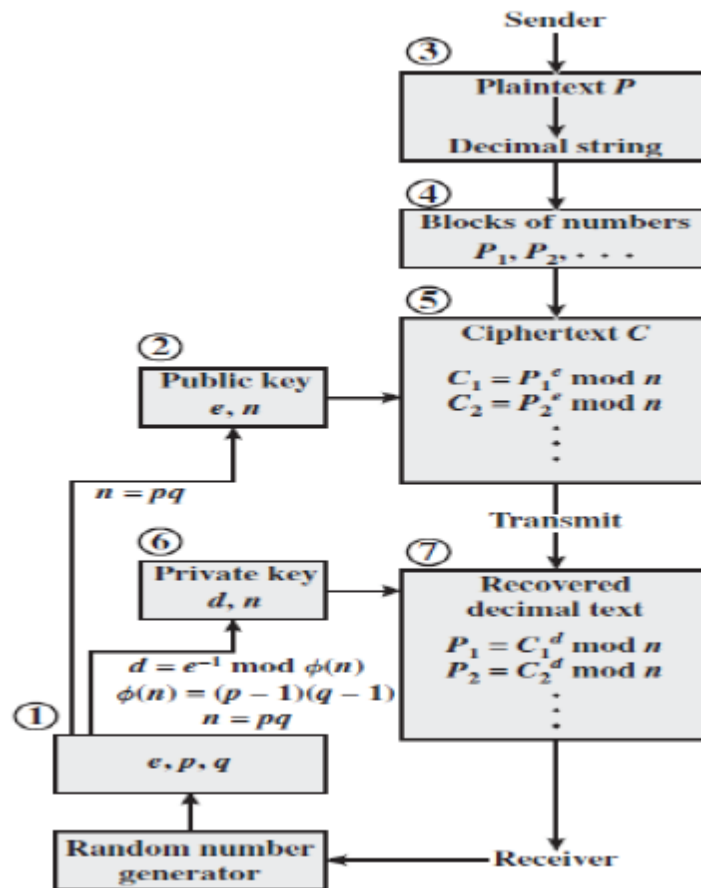 Sender
③
Plaintext P
Decimal string
④
Blocks of numbers
P₁, P₂, . . .
⑤
Ciphertext C
C₁ = P₁ᵉ mod n
C₂ = P₂ᵉ mod n
.
.
.
②
Public key
e, n
n = pq
Transmit
⑥
Private key
d, n
⑦
Recovered
decimal text
P₁ = C₁ᵈ mod n
P₂ = C₂ᵈ mod n
.
.
.
d = e⁻¹ mod ϕ(n)
ϕ(n) = (p − 1)(q − 1)
n = pq
①
e, p, q
Random number
generator
Receiver